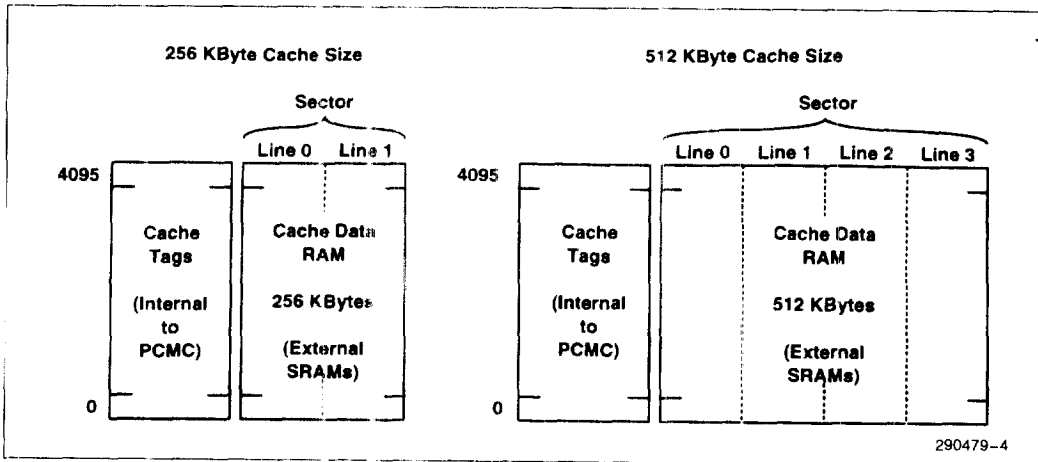 256 KByte Cache Size
Sector
Line 0 Line 1
4095
Cache
Tags
(Internal
to
PCMC)
0
Cache Data
RAM
256 KBytes
(External
SRAMs)
512 KByte Cache Size
Sector
Line 0 Line 1 Line 2 Line 3
4095
Cache
Tags
(Internal
to
PCMC)
0
Cache Data
RAM
512 KBytes
(External
SRAMs)
290479-4